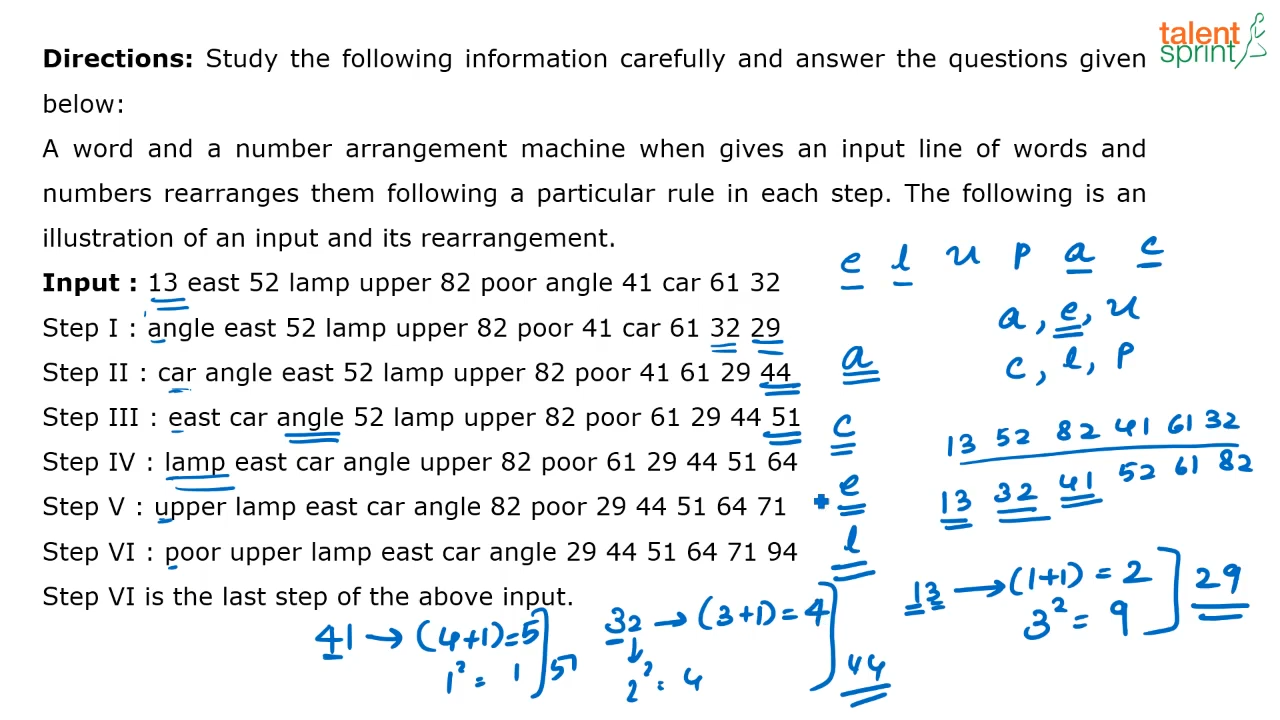 talent
sprint
Directions: Study the following information carefully and answer the questions given
below:
A word and a number arrangement machine when gives an input line of words and
numbers rearranges them following a particular rule in each step. The following is an
illustration of an input and its rearrangement.
Input : 13 east 52 lamp upper 82 poor angle 41 car 61 32
Step I : angle east 52 lamp upper 82 poor 41 car 61 32 29
Step II : car angle east 52 lamp upper 82 poor 41 61 29 44
Step III : east car angle 52 lamp upper 82 poor 61 29 44 51
Step IV : lamp east car angle upper 82 poor 61 29 44 51 64
Step V : upper lamp east car angle 82 poor 29 44 51 64 71
Step VI : poor upper lamp east car angle 29 44 51 64 71 94
Step VI is the last step of the above input.
e l u p a c
a, e, u
c, l, p
a
c
e
l
13 52 82 41 61 32
13 32 41 52 61 82
13 → (1+1) = 2
3² = 9
29
32 → (3+1) = 4
2² = 4
44
41 → (4+1) = 5
1² = 1
51